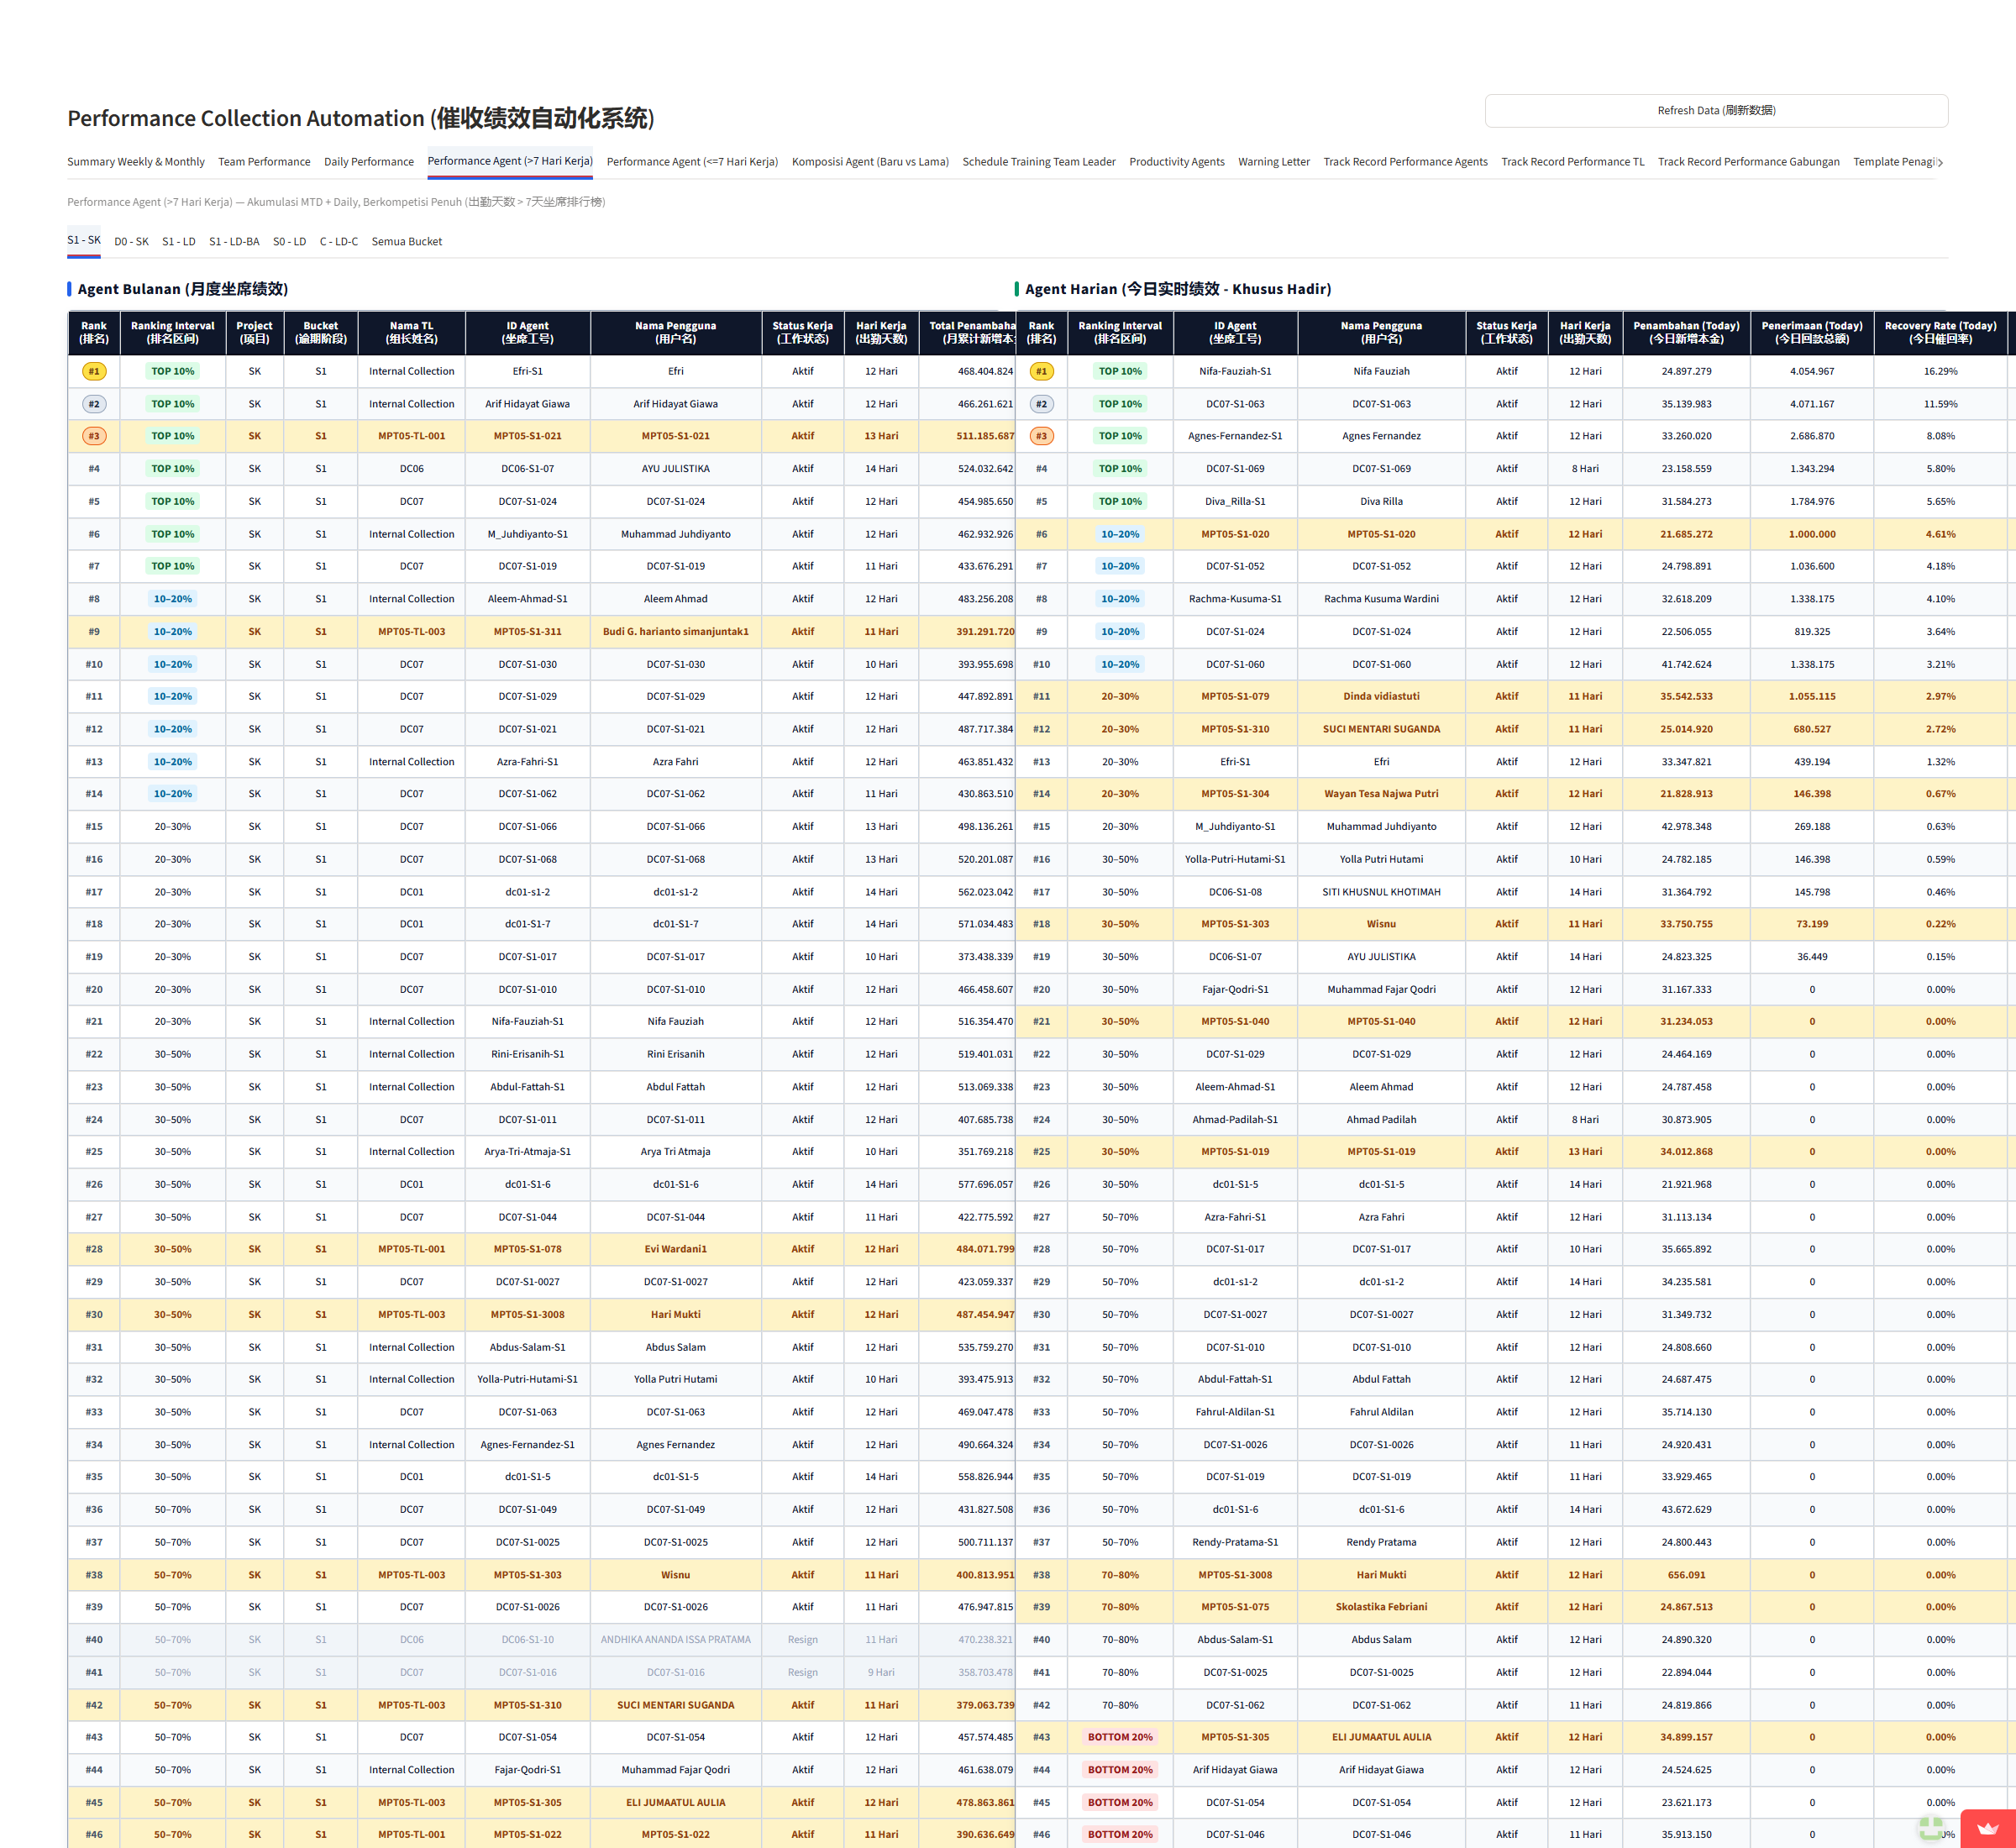 Performance Collection Automation (催收绩效自动化系统)
Refresh Data (刷新数据)
Summary Weekly & Monthly Team Performance Daily Performance Performance Agent (>7 Hari Kerja) Performance Agent (<=7 Hari Kerja) Komposisi Agent (Baru vs Lama) Schedule Training Team Leader Productivity Agents Warning Letter Track Record Performance Agents Track Record Performance TL Track Record Performance Gabungan Template Penagi
Performance Agent (>7 Hari Kerja) — Akumulasi MTD + Daily, Berkompetisi Penuh (出勤天数 > 7天坐席排行榜)
S1 - SK D0 - SK S1 - LD S1 - LD-BA S0 - LD C - LD-C Semua Bucket
Agent Bulanan (月度坐席绩效)
Rank Ranking Interval Project Bucket Nama TL ID Agent Nama Pengguna Status Kerja Hari Kerja Total Penambaha
(排名) (排名区间) (项目) (逾期阶段) (组长姓名) (坐席工号) (用户名) (工作状态) (出勤天数) (月累计新增本
#1 TOP 10% SK S1 Internal Collection Efri-S1 Efri Aktif 12 Hari 468.404.824
#2 TOP 10% SK S1 Internal Collection Arif Hidayat Giawa Arif Hidayat Giawa Aktif 12 Hari 466.261.621
#3 TOP 10% SK S1 MPT05-TL-001 MPT05-S1-021 MPT05-S1-021 Aktif 13 Hari 511.185.687
#4 TOP 10% SK S1 DC06 DC06-S1-07 AYU JULISTIKA Aktif 14 Hari 524.032.642
#5 TOP 10% SK S1 DC07 DC07-S1-024 DC07-S1-024 Aktif 12 Hari 454.985.650
#6 TOP 10% SK S1 Internal Collection M_Juhdiyanto-S1 Muhammad Juhdiyanto Aktif 12 Hari 462.932.926
#7 TOP 10% SK S1 DC07 DC07-S1-019 DC07-S1-019 Aktif 11 Hari 433.676.291
#8 10–20% SK S1 Internal Collection Aleem-Ahmad-S1 Aleem Ahmad Aktif 12 Hari 483.256.208
#9 10–20% SK S1 MPT05-TL-003 MPT05-S1-311 Budi G. harianto simanjuntak1 Aktif 11 Hari 391.291.720
#10 10–20% SK S1 DC07 DC07-S1-030 DC07-S1-030 Aktif 10 Hari 393.955.698
#11 10–20% SK S1 DC07 DC07-S1-029 DC07-S1-029 Aktif 12 Hari 447.892.891
#12 10–20% SK S1 DC07 DC07-S1-021 DC07-S1-021 Aktif 12 Hari 487.717.384
#13 10–20% SK S1 Internal Collection Azra-Fahri-S1 Azra Fahri Aktif 12 Hari 463.851.432
#14 10–20% SK S1 DC07 DC07-S1-062 DC07-S1-062 Aktif 11 Hari 430.863.510
#15 20–30% SK S1 DC07 DC07-S1-066 DC07-S1-066 Aktif 13 Hari 498.136.261
#16 20–30% SK S1 DC07 DC07-S1-068 DC07-S1-068 Aktif 13 Hari 520.201.087
#17 20–30% SK S1 DC01 dc01-s1-2 dc01-s1-2 Aktif 14 Hari 562.023.042
#18 20–30% SK S1 DC01 dc01-S1-7 dc01-S1-7 Aktif 14 Hari 571.034.483
#19 20–30% SK S1 DC07 DC07-S1-017 DC07-S1-017 Aktif 10 Hari 373.438.339
#20 20–30% SK S1 DC07 DC07-S1-010 DC07-S1-010 Aktif 12 Hari 466.458.607
#21 20–30% SK S1 Internal Collection Nifa-Fauziah-S1 Nifa Fauziah Aktif 12 Hari 516.354.470
#22 30–50% SK S1 Internal Collection Rini-Erisanih-S1 Rini Erisanih Aktif 12 Hari 519.401.031
#23 30–50% SK S1 Internal Collection Abdul-Fattah-S1 Abdul Fattah Aktif 12 Hari 513.069.338
#24 30–50% SK S1 DC07 DC07-S1-011 DC07-S1-011 Aktif 12 Hari 407.685.738
#25 30–50% SK S1 Internal Collection Arya-Tri-Atmaja-S1 Arya Tri Atmaja Aktif 10 Hari 351.769.218
#26 30–50% SK S1 DC01 dc01-S1-6 dc01-S1-6 Aktif 14 Hari 577.696.057
#27 30–50% SK S1 DC07 DC07-S1-044 DC07-S1-044 Aktif 11 Hari 422.775.592
#28 30–50% SK S1 MPT05-TL-001 MPT05-S1-078 Evi Wardani1 Aktif 12 Hari 484.071.799
#29 30–50% SK S1 DC07 DC07-S1-0027 DC07-S1-0027 Aktif 12 Hari 423.059.337
#30 30–50% SK S1 MPT05-TL-003 MPT05-S1-3008 Hari Mukti Aktif 12 Hari 487.454.947
#31 30–50% SK S1 Internal Collection Abdus-Salam-S1 Abdus Salam Aktif 12 Hari 535.759.270
#32 30–50% SK S1 Internal Collection Yolla-Putri-Hutami-S1 Yolla Putri Hutami Aktif 10 Hari 393.475.913
#33 30–50% SK S1 DC07 DC07-S1-063 DC07-S1-063 Aktif 12 Hari 469.047.478
#34 30–50% SK S1 Internal Collection Agnes-Fernandez-S1 Agnes Fernandez Aktif 12 Hari 490.664.324
#35 30–50% SK S1 DC01 dc01-S1-5 dc01-S1-5 Aktif 14 Hari 558.826.944
#36 50–70% SK S1 DC07 DC07-S1-049 DC07-S1-049 Aktif 12 Hari 431.827.508
#37 50–70% SK S1 DC07 DC07-S1-0025 DC07-S1-0025 Aktif 12 Hari 500.711.137
#38 50–70% SK S1 MPT05-TL-003 MPT05-S1-303 Wisnu Aktif 11 Hari 400.813.951
#39 50–70% SK S1 DC07 DC07-S1-0026 DC07-S1-0026 Aktif 11 Hari 476.947.815
#40 50–70% SK S1 DC06 DC06-S1-10 ANDHIKA ANANDA ISSA PRATAMA Resign 11 Hari 470.238.321
#41 50–70% SK S1 DC07 DC07-S1-016 DC07-S1-016 Resign 9 Hari 358.703.478
#42 50–70% SK S1 MPT05-TL-003 MPT05-S1-310 SUCI MENTARI SUGANDA Aktif 11 Hari 379.063.739
#43 50–70% SK S1 DC07 DC07-S1-054 DC07-S1-054 Aktif 12 Hari 457.574.485
#44 50–70% SK S1 Internal Collection Fajar-Qodri-S1 Muhammad Fajar Qodri Aktif 12 Hari 461.638.079
#45 50–70% SK S1 MPT05-TL-003 MPT05-S1-305 ELI JUMAATUL AULIA Aktif 12 Hari 478.863.861
#46 50–70% SK S1 MPT05-TL-001 MPT05-S1-022 MPT05-S1-022 Aktif 11 Hari 390.636.649
Agent Harian (今日实时绩效 - Khusus Hadir)
Rank Ranking Interval ID Agent Nama Pengguna Status Kerja Hari Kerja Penambahan (Today) Penerimaan (Today) Recovery Rate (Today)
(排名) (排名区间) (坐席工号) (用户名) (工作状态) (出勤天数) (今日新增本金) (今日回款总额) (今日催回率)
#1 TOP 10% Nifa-Fauziah-S1 Nifa Fauziah Aktif 12 Hari 24.897.279 4.054.967 16.29%
#2 TOP 10% DC07-S1-063 DC07-S1-063 Aktif 12 Hari 35.139.983 4.071.167 11.59%
#3 TOP 10% Agnes-Fernandez-S1 Agnes Fernandez Aktif 12 Hari 33.260.020 2.686.870 8.08%
#4 TOP 10% DC07-S1-069 DC07-S1-069 Aktif 8 Hari 23.158.559 1.343.294 5.80%
#5 TOP 10% Diva_Rilla-S1 Diva Rilla Aktif 12 Hari 31.584.273 1.784.976 5.65%
#6 10–20% MPT05-S1-020 MPT05-S1-020 Aktif 12 Hari 21.685.272 1.000.000 4.61%
#7 10–20% DC07-S1-052 DC07-S1-052 Aktif 12 Hari 24.798.891 1.036.600 4.18%
#8 10–20% Rachma-Kusuma-S1 Rachma Kusuma Wardini Aktif 12 Hari 32.618.209 1.338.175 4.10%
#9 10–20% DC07-S1-024 DC07-S1-024 Aktif 12 Hari 22.506.055 819.325 3.64%
#10 10–20% DC07-S1-060 DC07-S1-060 Aktif 12 Hari 41.742.624 1.338.175 3.21%
#11 20–30% MPT05-S1-079 Dinda vidiastuti Aktif 11 Hari 35.542.533 1.055.115 2.97%
#12 20–30% MPT05-S1-310 SUCI MENTARI SUGANDA Aktif 11 Hari 25.014.920 680.527 2.72%
#13 20–30% Efri-S1 Efri Aktif 12 Hari 33.347.821 439.194 1.32%
#14 20–30% MPT05-S1-304 Wayan Tesa Najwa Putri Aktif 12 Hari 21.828.913 146.398 0.67%
#15 20–30% M_Juhdiyanto-S1 Muhammad Juhdiyanto Aktif 12 Hari 42.978.348 269.188 0.63%
#16 30–50% Yolla-Putri-Hutami-S1 Yolla Putri Hutami Aktif 10 Hari 24.782.185 146.398 0.59%
#17 30–50% DC06-S1-08 SITI KHUSNUL KHOTIMAH Aktif 14 Hari 31.364.792 145.798 0.46%
#18 30–50% MPT05-S1-303 Wisnu Aktif 11 Hari 33.750.755 73.199 0.22%
#19 30–50% DC06-S1-07 AYU JULISTIKA Aktif 14 Hari 24.823.325 36.449 0.15%
#20 30–50% Fajar-Qodri-S1 Muhammad Fajar Qodri Aktif 12 Hari 31.167.333 0 0.00%
#21 30–50% MPT05-S1-040 MPT05-S1-040 Aktif 12 Hari 31.234.053 0 0.00%
#22 30–50% DC07-S1-029 DC07-S1-029 Aktif 12 Hari 24.464.169 0 0.00%
#23 30–50% Aleem-Ahmad-S1 Aleem Ahmad Aktif 12 Hari 24.787.458 0 0.00%
#24 30–50% Ahmad-Padilah-S1 Ahmad Padilah Aktif 8 Hari 30.873.905 0 0.00%
#25 30–50% MPT05-S1-019 MPT05-S1-019 Aktif 13 Hari 34.012.868 0 0.00%
#26 30–50% dc01-S1-5 dc01-S1-5 Aktif 14 Hari 21.921.968 0 0.00%
#27 50–70% Azra-Fahri-S1 Azra Fahri Aktif 12 Hari 31.113.134 0 0.00%
#28 50–70% DC07-S1-017 DC07-S1-017 Aktif 10 Hari 35.665.892 0 0.00%
#29 50–70% dc01-s1-2 dc01-s1-2 Aktif 14 Hari 34.235.581 0 0.00%
#30 50–70% DC07-S1-0027 DC07-S1-0027 Aktif 12 Hari 31.349.732 0 0.00%
#31 50–70% DC07-S1-010 DC07-S1-010 Aktif 12 Hari 24.808.660 0 0.00%
#32 50–70% Abdul-Fattah-S1 Abdul Fattah Aktif 12 Hari 24.687.475 0 0.00%
#33 50–70% Fahrul-Aldilan-S1 Fahrul Aldilan Aktif 12 Hari 35.714.130 0 0.00%
#34 50–70% DC07-S1-0026 DC07-S1-0026 Aktif 11 Hari 24.920.431 0 0.00%
#35 50–70% DC07-S1-019 DC07-S1-019 Aktif 11 Hari 33.929.465 0 0.00%
#36 50–70% dc01-S1-6 dc01-S1-6 Aktif 14 Hari 43.672.629 0 0.00%
#37 50–70% Rendy-Pratama-S1 Rendy Pratama Aktif 12 Hari 24.800.443 0 0.00%
#38 70–80% MPT05-S1-3008 Hari Mukti Aktif 12 Hari 656.091 0 0.00%
#39 70–80% MPT05-S1-075 Skolastika Febriani Aktif 12 Hari 24.867.513 0 0.00%
#40 70–80% Abdus-Salam-S1 Abdus Salam Aktif 12 Hari 24.890.320 0 0.00%
#41 70–80% DC07-S1-0025 DC07-S1-0025 Aktif 12 Hari 22.894.044 0 0.00%
#42 70–80% DC07-S1-062 DC07-S1-062 Aktif 11 Hari 24.819.866 0 0.00%
#43 BOTTOM 20% MPT05-S1-305 ELI JUMAATUL AULIA Aktif 12 Hari 34.899.157 0 0.00%
#44 BOTTOM 20% Arif Hidayat Giawa Arif Hidayat Giawa Aktif 12 Hari 24.524.625 0 0.00%
#45 BOTTOM 20% DC07-S1-054 DC07-S1-054 Aktif 12 Hari 23.621.173 0 0.00%
#46 BOTTOM 20% DC07-S1-046 DC07-S1-046 Aktif 11 Hari 35.913.150 0